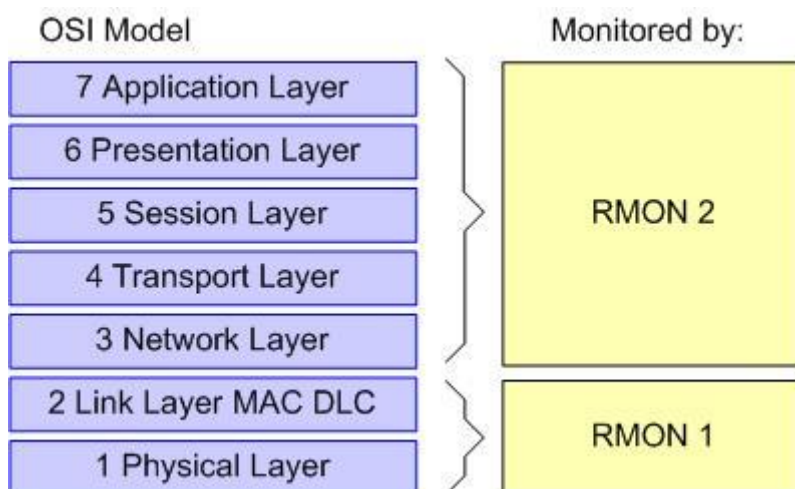 OSI Model
Monitored by:
7 Application Layer
6 Presentation Layer
5 Session Layer
4 Transport Layer
3 Network Layer
2 Link Layer MAC DLC
1 Physical Layer
RMON 2
RMON 1